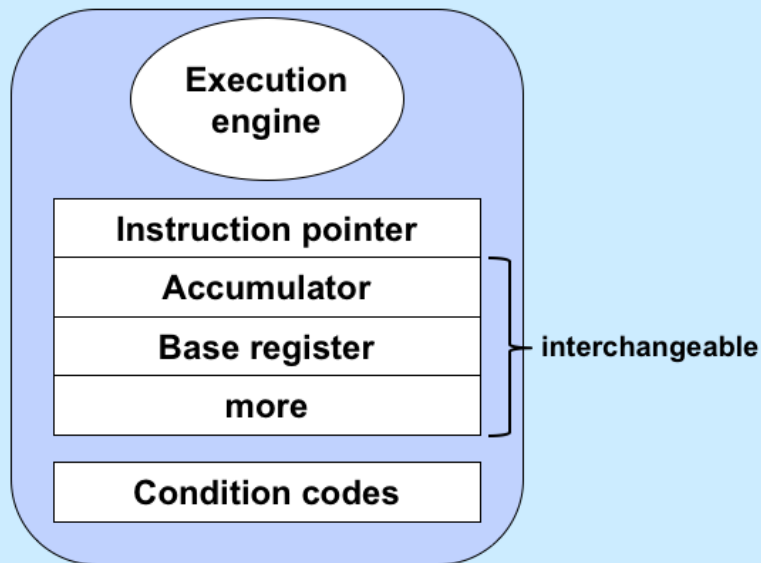 Execution
engine
Instruction pointer
Accumulator
Base register
interchangeable
more
Condition codes